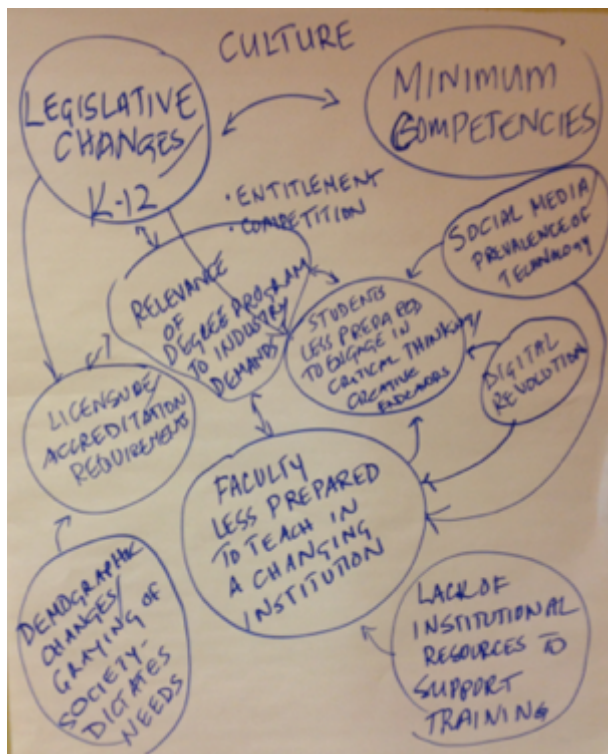 CULTURE
LEGISLATIVE
CHANGES
K-12
MINIMUM
COMPETENCIES
• ENTITLEMENT
• COMPETITION
SOCIAL MEDIA/
PREVALENCE OF
TECHNOLOGY
RELEVANCE
OF
DEGREE PROGRAM
TO INDUSTRY
DEMANDS
STUDENTS
LESS PREPARED
TO ENGAGE IN
CRITICAL THINKING/
CREATIVE
ENDEAVORS
DIGITAL
REVOLUTION
LICENSURE/
ACCREDITATION
REQUIREMENTS
FACULTY
LESS PREPARED
TO TEACH IN
A CHANGING
INSTITUTION
DEMOGRAPHIC
CHANGES/
GRAYING OF
SOCIETY-
DICTATES
NEEDS
LACK OF
INSTITUTIONAL
RESOURCES TO
SUPPORT
TRAINING